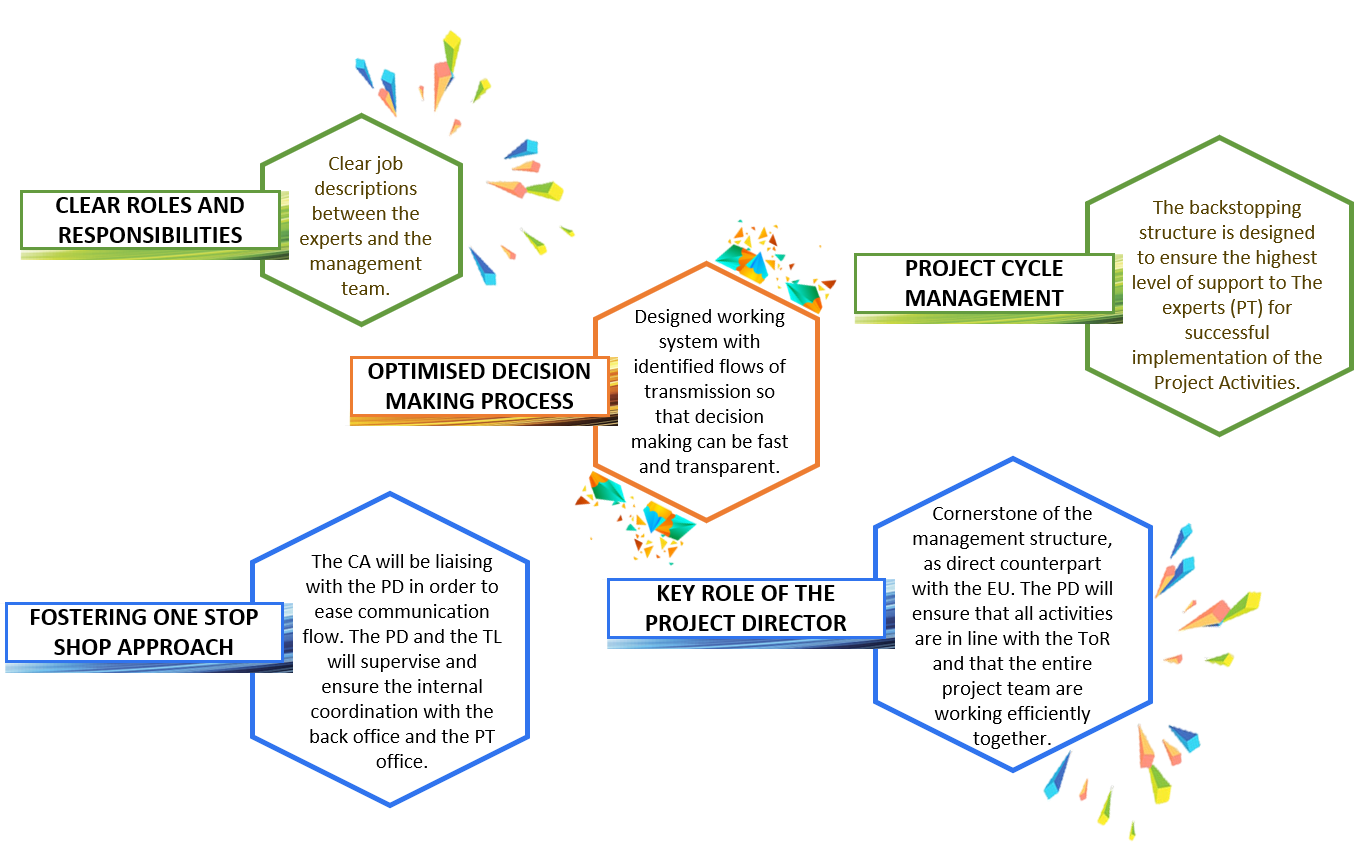 CLEAR ROLES AND
RESPONSIBILITIES
Clear job
descriptions
between the
experts and the
management
team.
OPTIMISED DECISION
MAKING PROCESS
Designed working
system with
identified flows of
transmission so
that decision
making can be fast
and transparent.
PROJECT CYCLE
MANAGEMENT
The backstopping
structure is designed
to ensure the highest
level of support to The
experts (PT) for
successful
implementation of the
Project Activities.
FOSTERING ONE STOP
SHOP APPROACH
The CA will be liaising
with the PD in order to
ease communication
flow. The PD and the TL
will supervise and
ensure the internal
coordination with the
back office and the PT
office.
KEY ROLE OF THE
PROJECT DIRECTOR
Cornerstone of the
management structure,
as direct counterpart
with the EU. The PD will
ensure that all activities
are in line with the ToR
and that the entire
project team are
working efficiently
together.